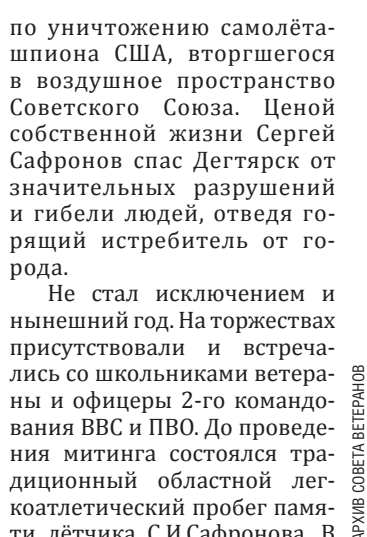 по уничтожению самолёта-
шпиона США, вторгшегося
в воздушное пространство
Советского Союза. Ценой
собственной жизни Сергей
Сафронов спас Дегтярск от
значительных разрушений
и гибели людей, отведя го-
рящий истребитель от го-
рода.
Не стал исключением и
нынешний год. На торжествах
присутствовали и встреча-
лись со школьниками ветера-
ны и офицеры 2-го командо-
вания ВВС и ПВО. До проведе-
ния митинга состоялся тра-
диционный областной лег-
коатлетический пробег памя-
ти лётчика С.И.Сафронова. В
АРХИВ СОВЕТА ВЕТЕРАНОВ